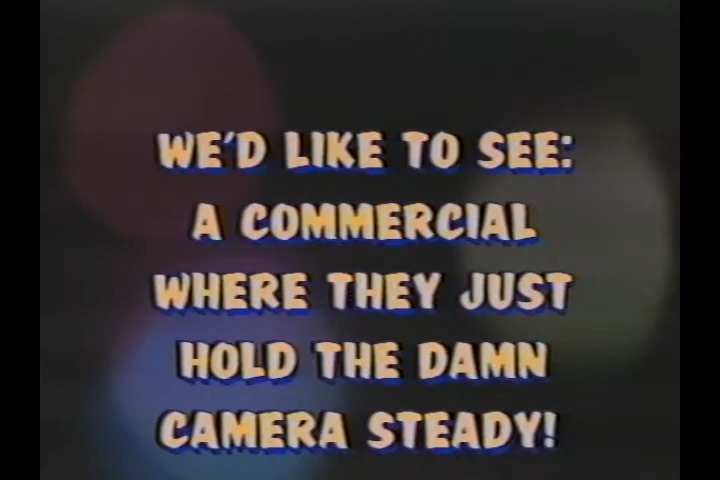 WE'D LIKE TO SEE:
A COMMERCIAL
WHERE THEY JUST
HOLD THE DAMN
CAMERA STEADY!